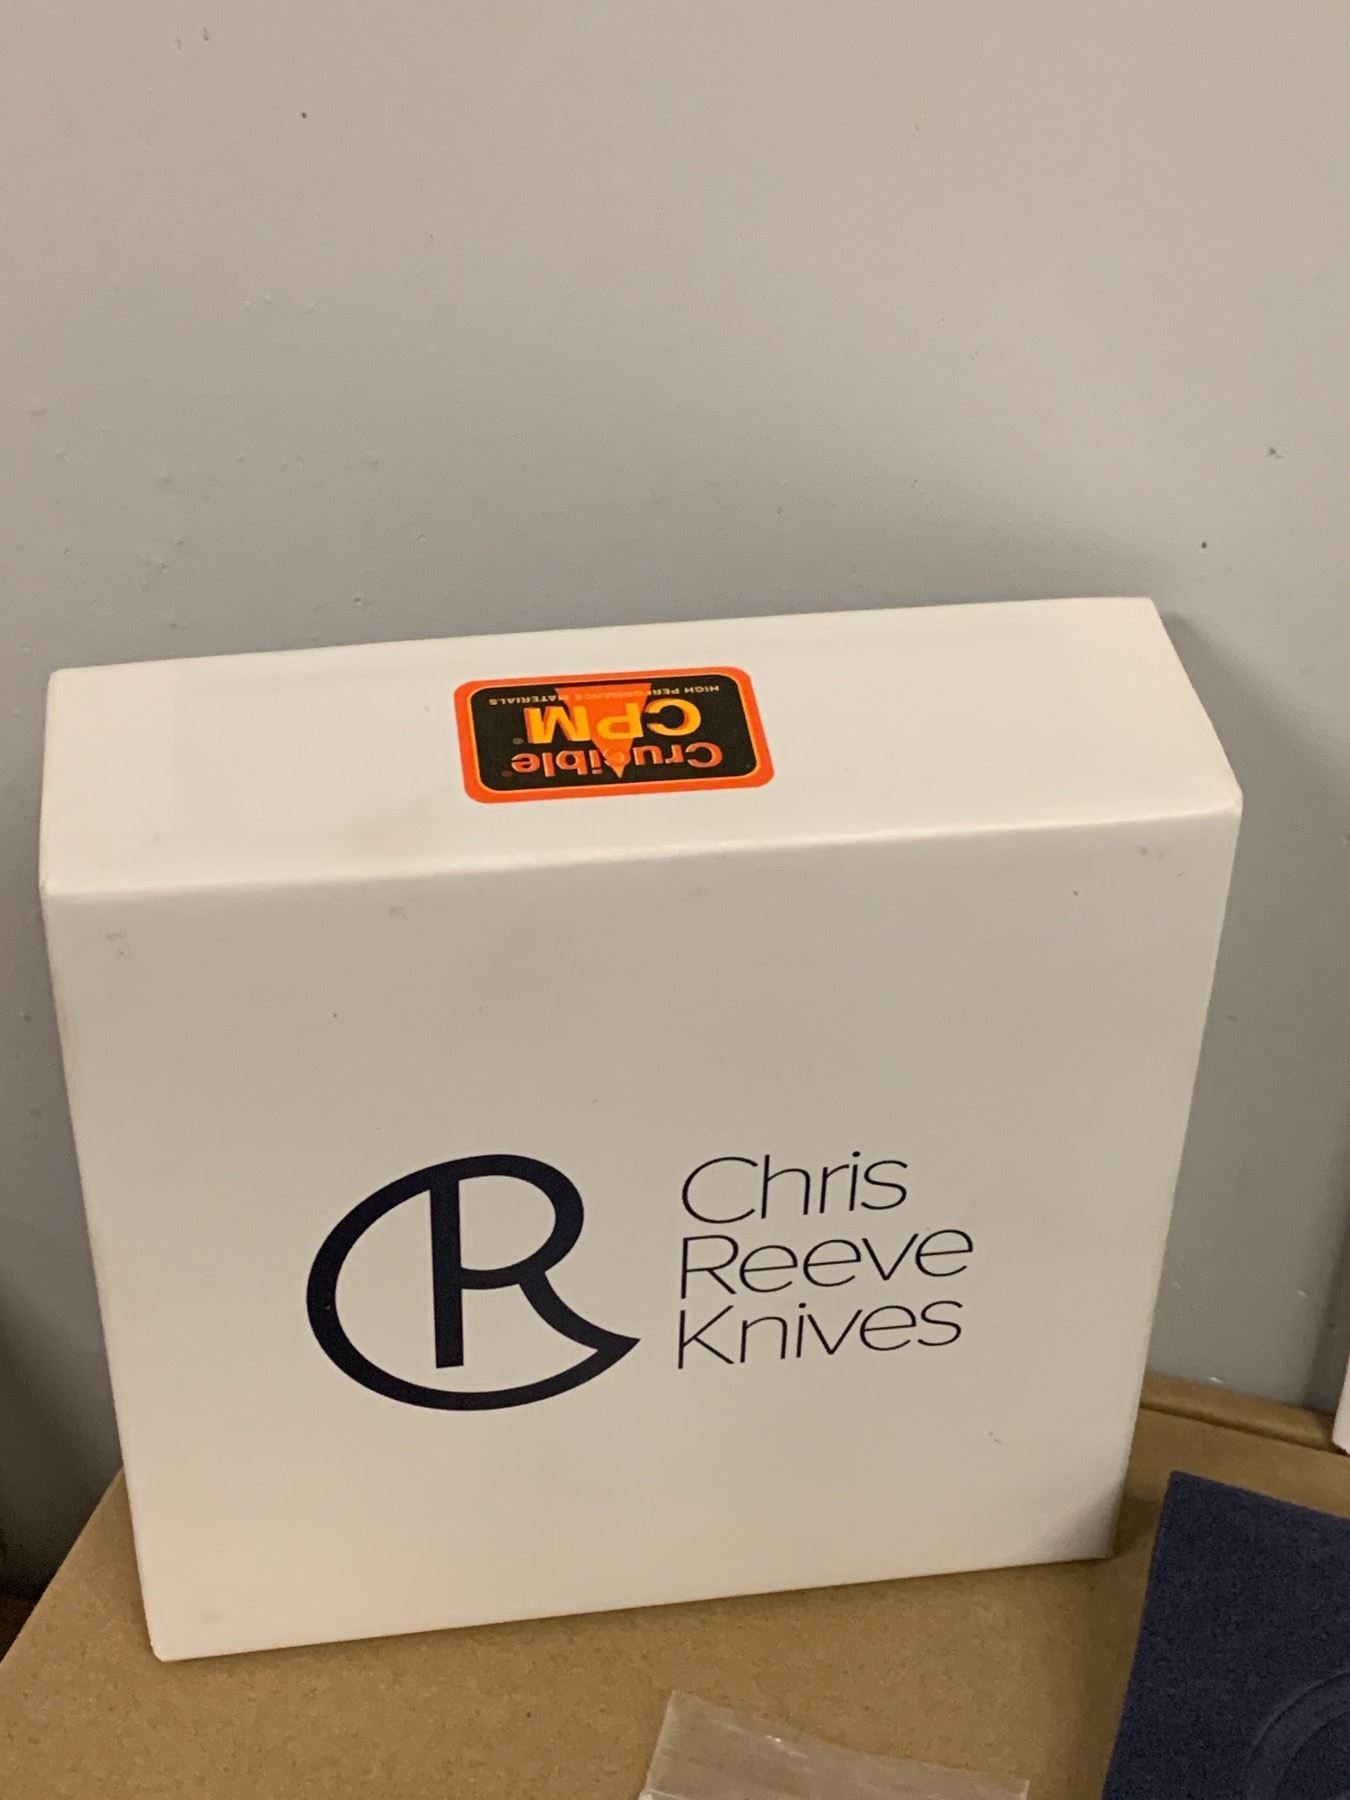 Crucible
CPM®
HIGH PERFORMANCE MATERIALS
Chris
Reeve
Knives